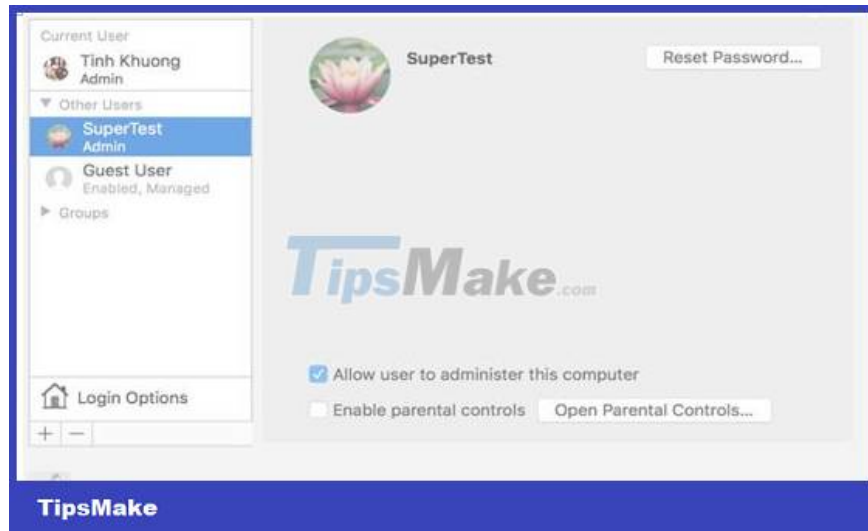 Current User
Tinh Khuong
Admin
Other Users
SuperTest
Admin
Guest User
Enabled, Managed
Groups
Login Options
SuperTest
Reset Password...
TipsMake.com
Allow user to administer this computer
Enable parental controls
Open Parental Controls...
TipsMake